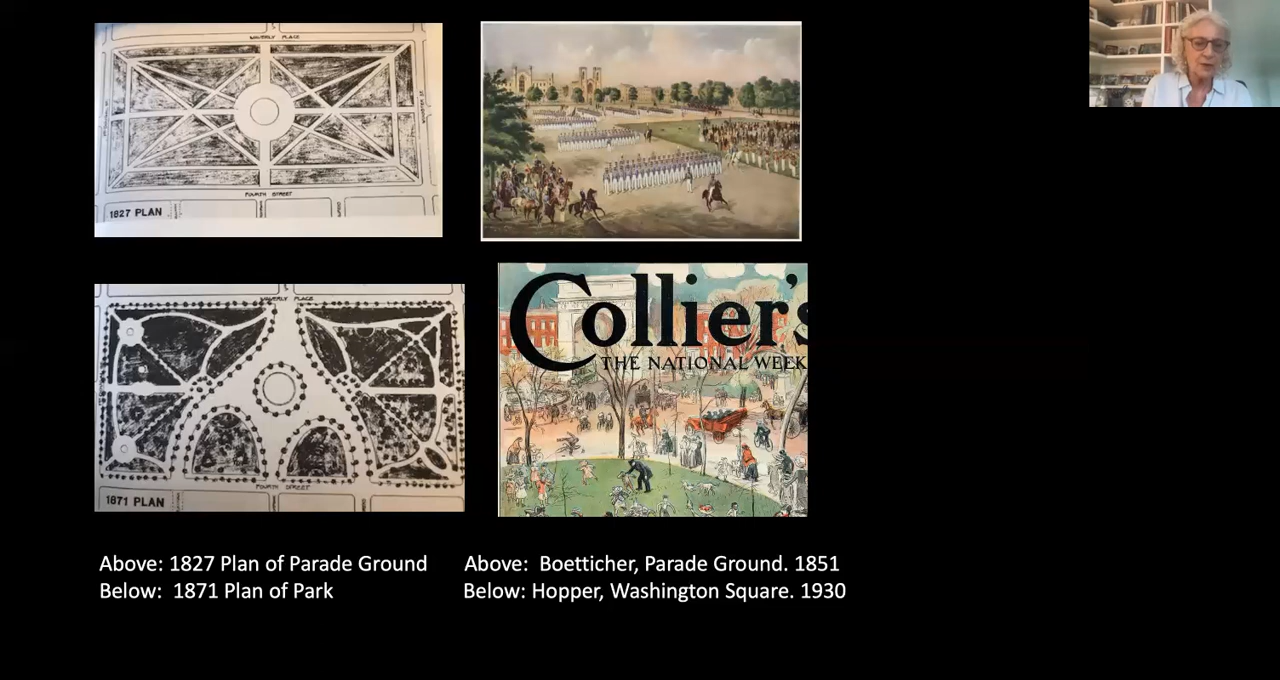 WAVERLY PLACE
FOURTH STREET
1827 PLAN
Collier's
THE NATIONAL WEEK
WAVERLY PLACE
FOURTH STREET
1871 PLAN
Above: 1827 Plan of Parade Ground
Below: 1871 Plan of Park
Above: Boetticher, Parade Ground. 1851
Below: Hopper, Washington Square. 1930